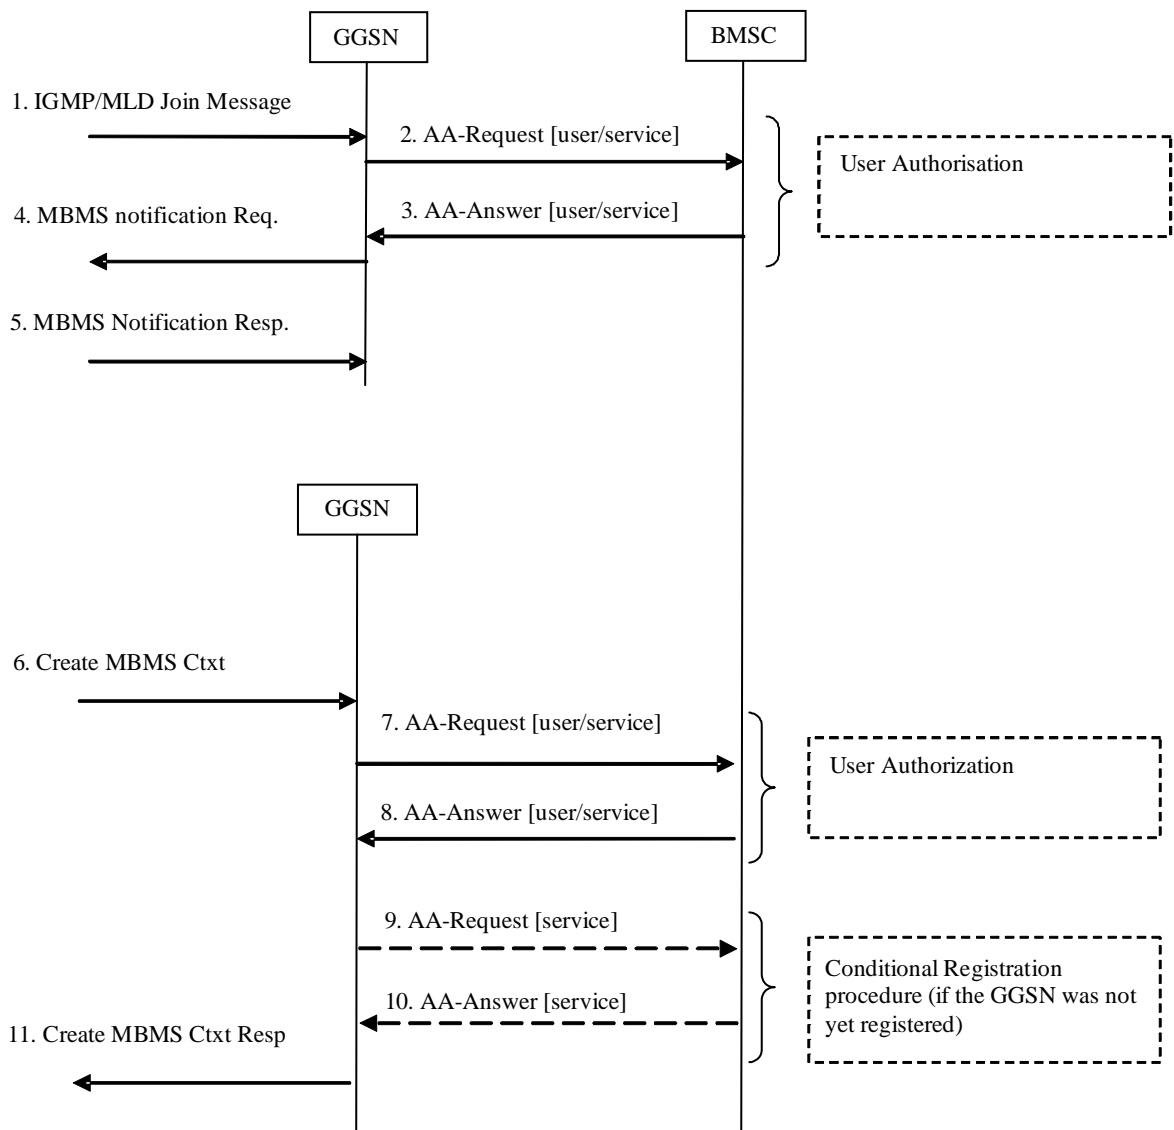 GGSN
BMSC
1. IGMP/MLD Join Message
2. AA-Request [user/service]
User Authorisation
3. AA-Answer [user/service]
4. MBMS notification Req.
5. MBMS Notification Resp.
GGSN
6. Create MBMS Ctxt
7. AA-Request [user/service]
User Authorization
8. AA-Answer [user/service]
9. AA-Request [service]
Conditional Registration
procedure (if the GGSN was not
yet registered)
10. AA-Answer [service]
11. Create MBMS Ctxt Resp